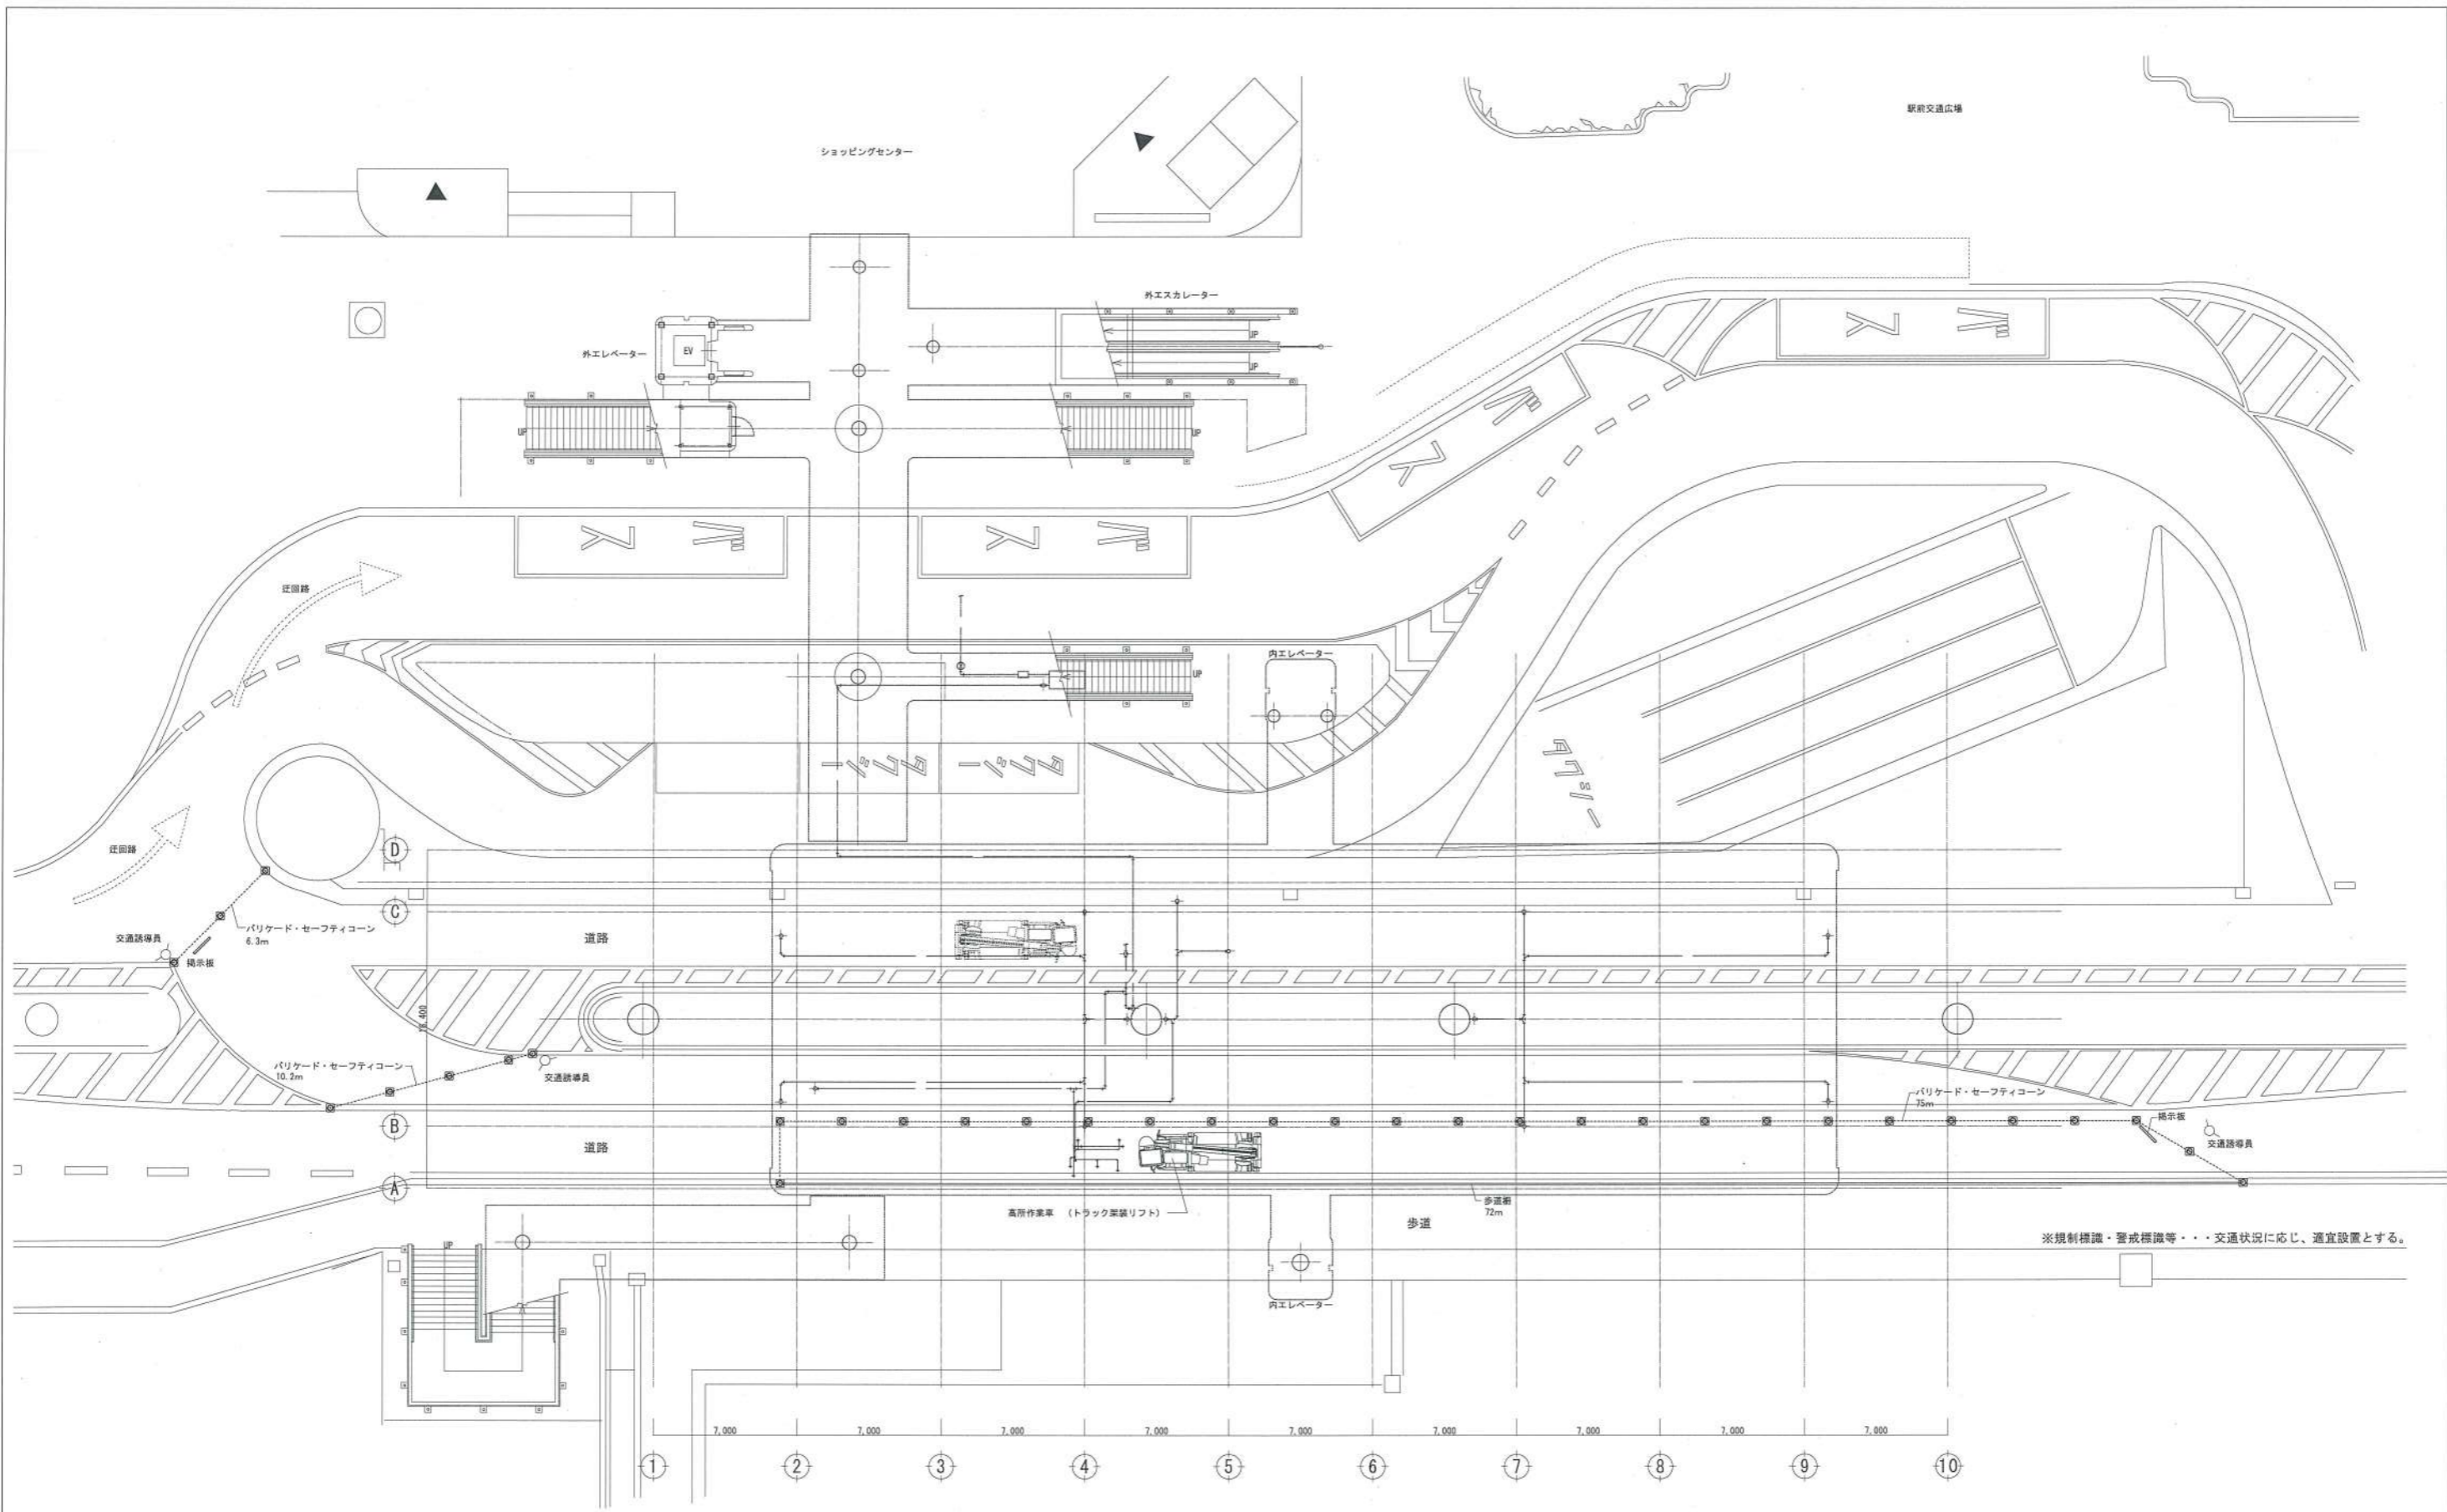 駅前交通広場
ショッピングセンター
外エスカレーター
UP
UP
外エレベーター
EV
UP
UP
バス
バス
バス
バス
迂回路
内エレベーター
UP
タクシー
タクシー
タクシー
迂回路
D
C
バリケード・セーフティコーン
6.3m
交通誘導員
掲示板
道路
バリケード・セーフティコーン
10.2m
交通誘導員
バリケード・セーフティコーン
75m
掲示板
交通誘導員
B
道路
A
歩道柵
72m
高所作業車 (トラック架装リフト)
歩道
※規制標識・警戒標識等・・・交通状況に応じ、適宜設置とする。
UP
内エレベーター
7,000
7,000
7,000
7,000
7,000
7,000
7,000
7,000
7,000
1
2
3
4
5
6
7
8
9
10